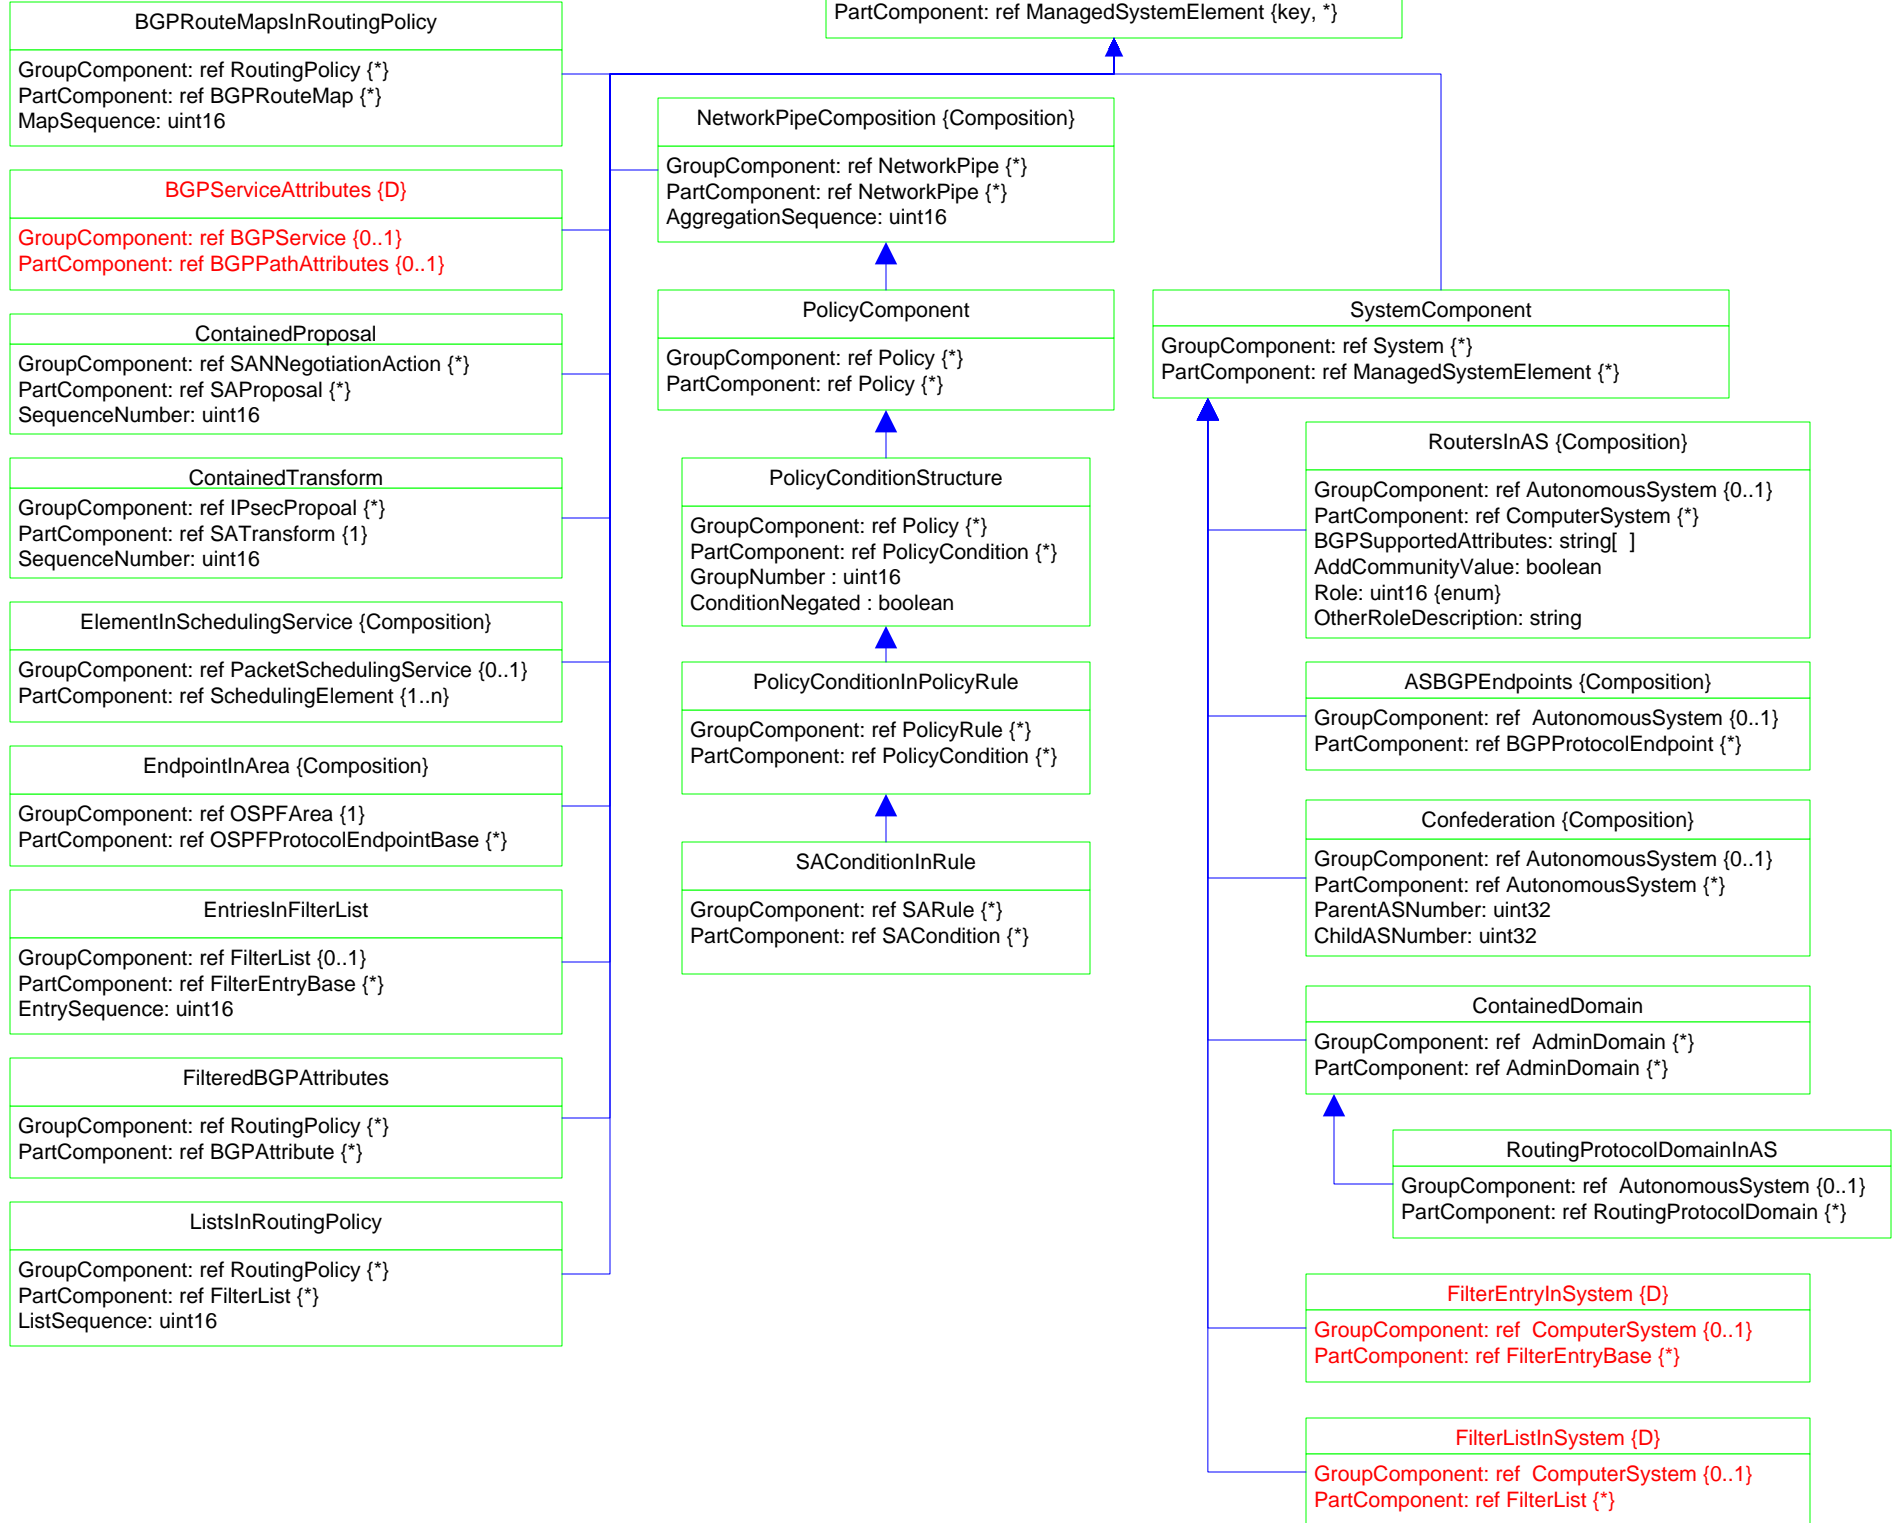 PartComponent: ref ManagedSystemElement {key, *}
BGPRouteMapsInRoutingPolicy
GroupComponent: ref RoutingPolicy {*}
PartComponent: ref BGPRouteMap {*}
MapSequence: uint16
BGPServiceAttributes {D}
GroupComponent: ref BGPService {0..1}
PartComponent: ref BGPPathAttributes {0..1}
ContainedProposal
GroupComponent: ref SANNegotiationAction {*}
PartComponent: ref SAProposal {*}
SequenceNumber: uint16
ContainedTransform
GroupComponent: ref IPsecPropoal {*}
PartComponent: ref SATransform {1}
SequenceNumber: uint16
ElementInSchedulingService {Composition}
GroupComponent: ref PacketSchedulingService {0..1}
PartComponent: ref SchedulingElement {1..n}
EndpointInArea {Composition}
GroupComponent: ref OSPFArea {1}
PartComponent: ref OSPFProtocolEndpointBase {*}
EntriesInFilterList
GroupComponent: ref FilterList {0..1}
PartComponent: ref FilterEntryBase {*}
EntrySequence: uint16
FilteredBGPAttributes
GroupComponent: ref RoutingPolicy {*}
PartComponent: ref BGPAttribute {*}
ListsInRoutingPolicy
GroupComponent: ref RoutingPolicy {*}
PartComponent: ref FilterList {*}
ListSequence: uint16
NetworkPipeComposition {Composition}
GroupComponent: ref NetworkPipe {*}
PartComponent: ref NetworkPipe {*}
AggregationSequence: uint16
PolicyComponent
GroupComponent: ref Policy {*}
PartComponent: ref Policy {*}
PolicyConditionStructure
GroupComponent: ref Policy {*}
PartComponent: ref PolicyCondition {*}
GroupNumber : uint16
ConditionNegated : boolean
PolicyConditionInPolicyRule
GroupComponent: ref PolicyRule {*}
PartComponent: ref PolicyCondition {*}
SAConditionInRule
GroupComponent: ref SARule {*}
PartComponent: ref SACondition {*}
SystemComponent
GroupComponent: ref System {*}
PartComponent: ref ManagedSystemElement {*}
RoutersInAS {Composition}
GroupComponent: ref AutonomousSystem {0..1}
PartComponent: ref ComputerSystem {*}
BGPSupportedAttributes: string[ ]
AddCommunityValue: boolean
Role: uint16 {enum}
OtherRoleDescription: string
ASBGPEndpoints {Composition}
GroupComponent: ref AutonomousSystem {0..1}
PartComponent: ref BGPProtocolEndpoint {*}
Confederation {Composition}
GroupComponent: ref AutonomousSystem {0..1}
PartComponent: ref AutonomousSystem {*}
ParentASNumber: uint32
ChildASNumber: uint32
ContainedDomain
GroupComponent: ref AdminDomain {*}
PartComponent: ref AdminDomain {*}
RoutingProtocolDomainInAS
GroupComponent: ref AutonomousSystem {0..1}
PartComponent: ref RoutingProtocolDomain {*}
FilterEntryInSystem {D}
GroupComponent: ref ComputerSystem {0..1}
PartComponent: ref FilterEntryBase {*}
FilterListInSystem {D}
GroupComponent: ref ComputerSystem {0..1}
PartComponent: ref FilterList {*}